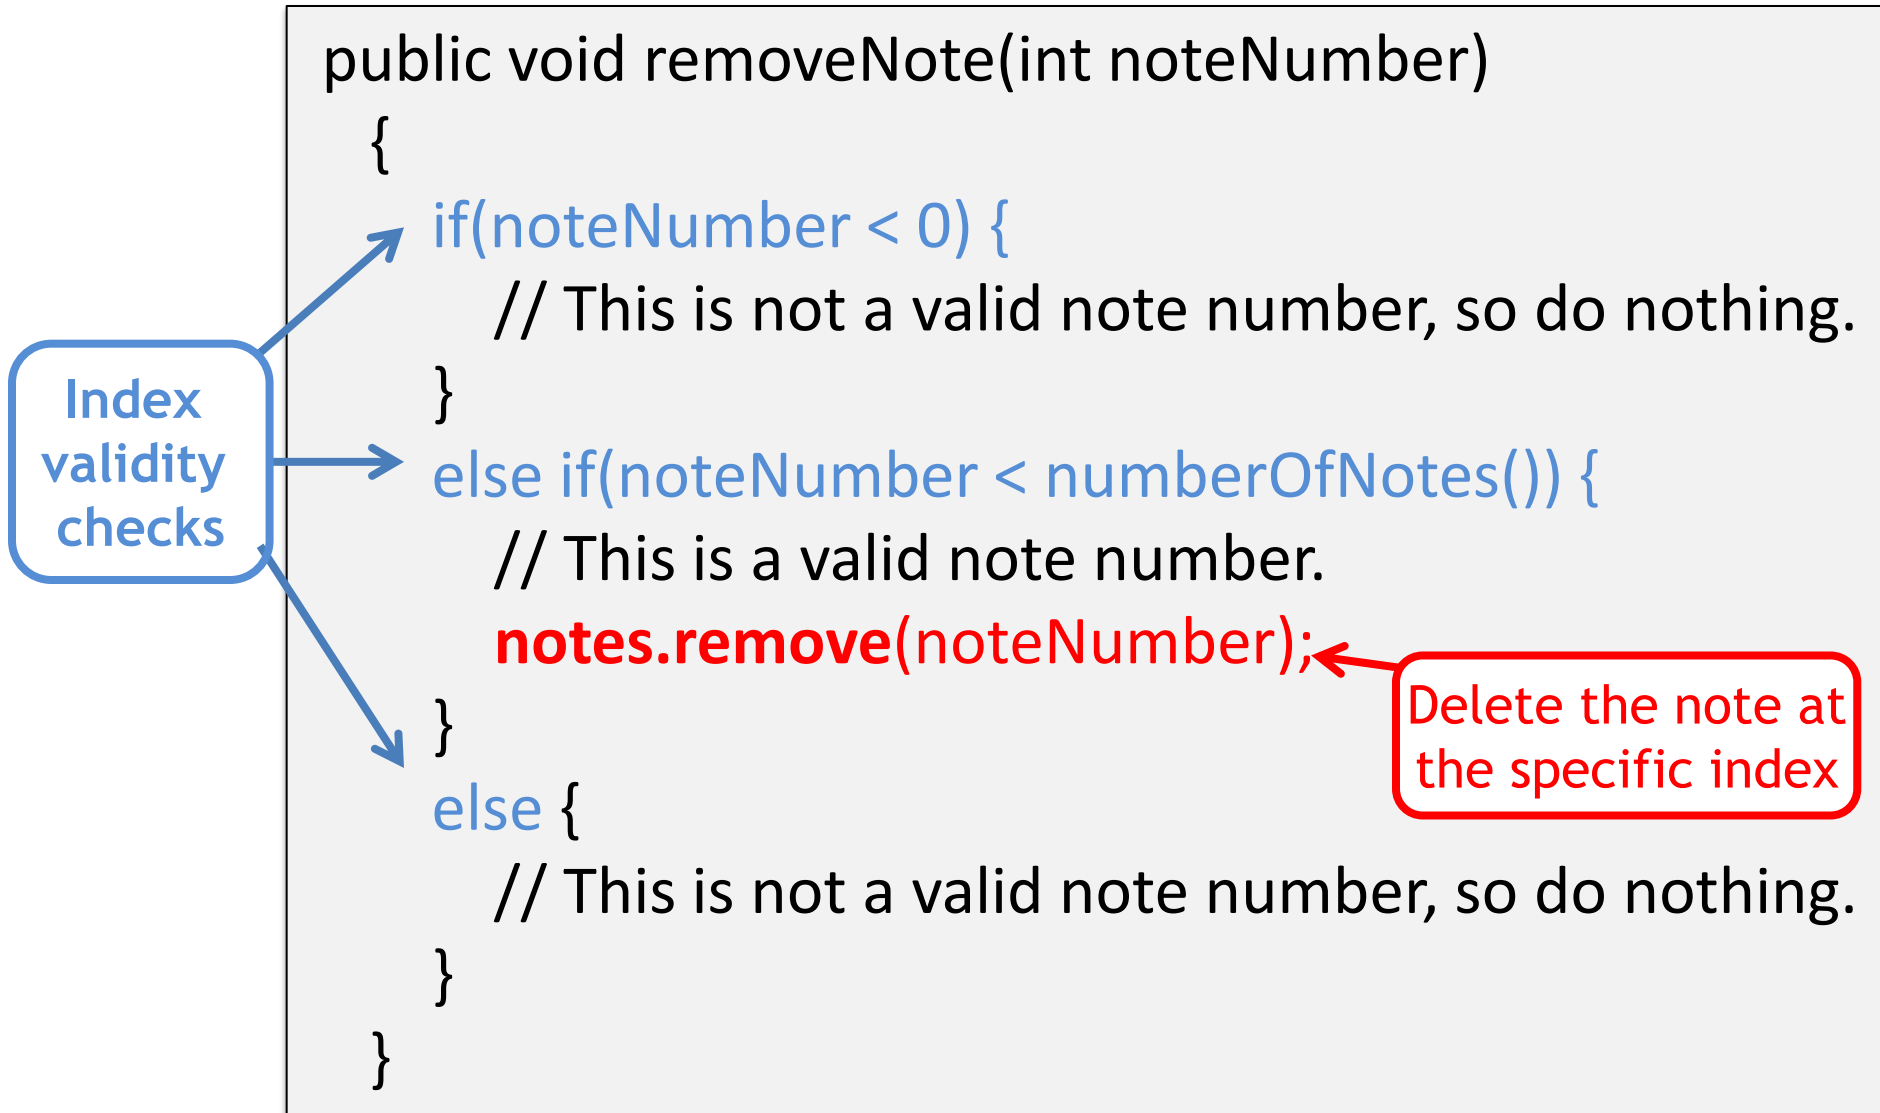 public void removeNote(int noteNumber)
{
if(noteNumber < 0) {
// This is not a valid note number, so do nothing.
}
Index
validity
checks
else if(noteNumber < numberOfNotes()) {
// This is a valid note number.
notes.remove(noteNumber);
Delete the note at
the specific index
}
else {
// This is not a valid note number, so do nothing.
}
}